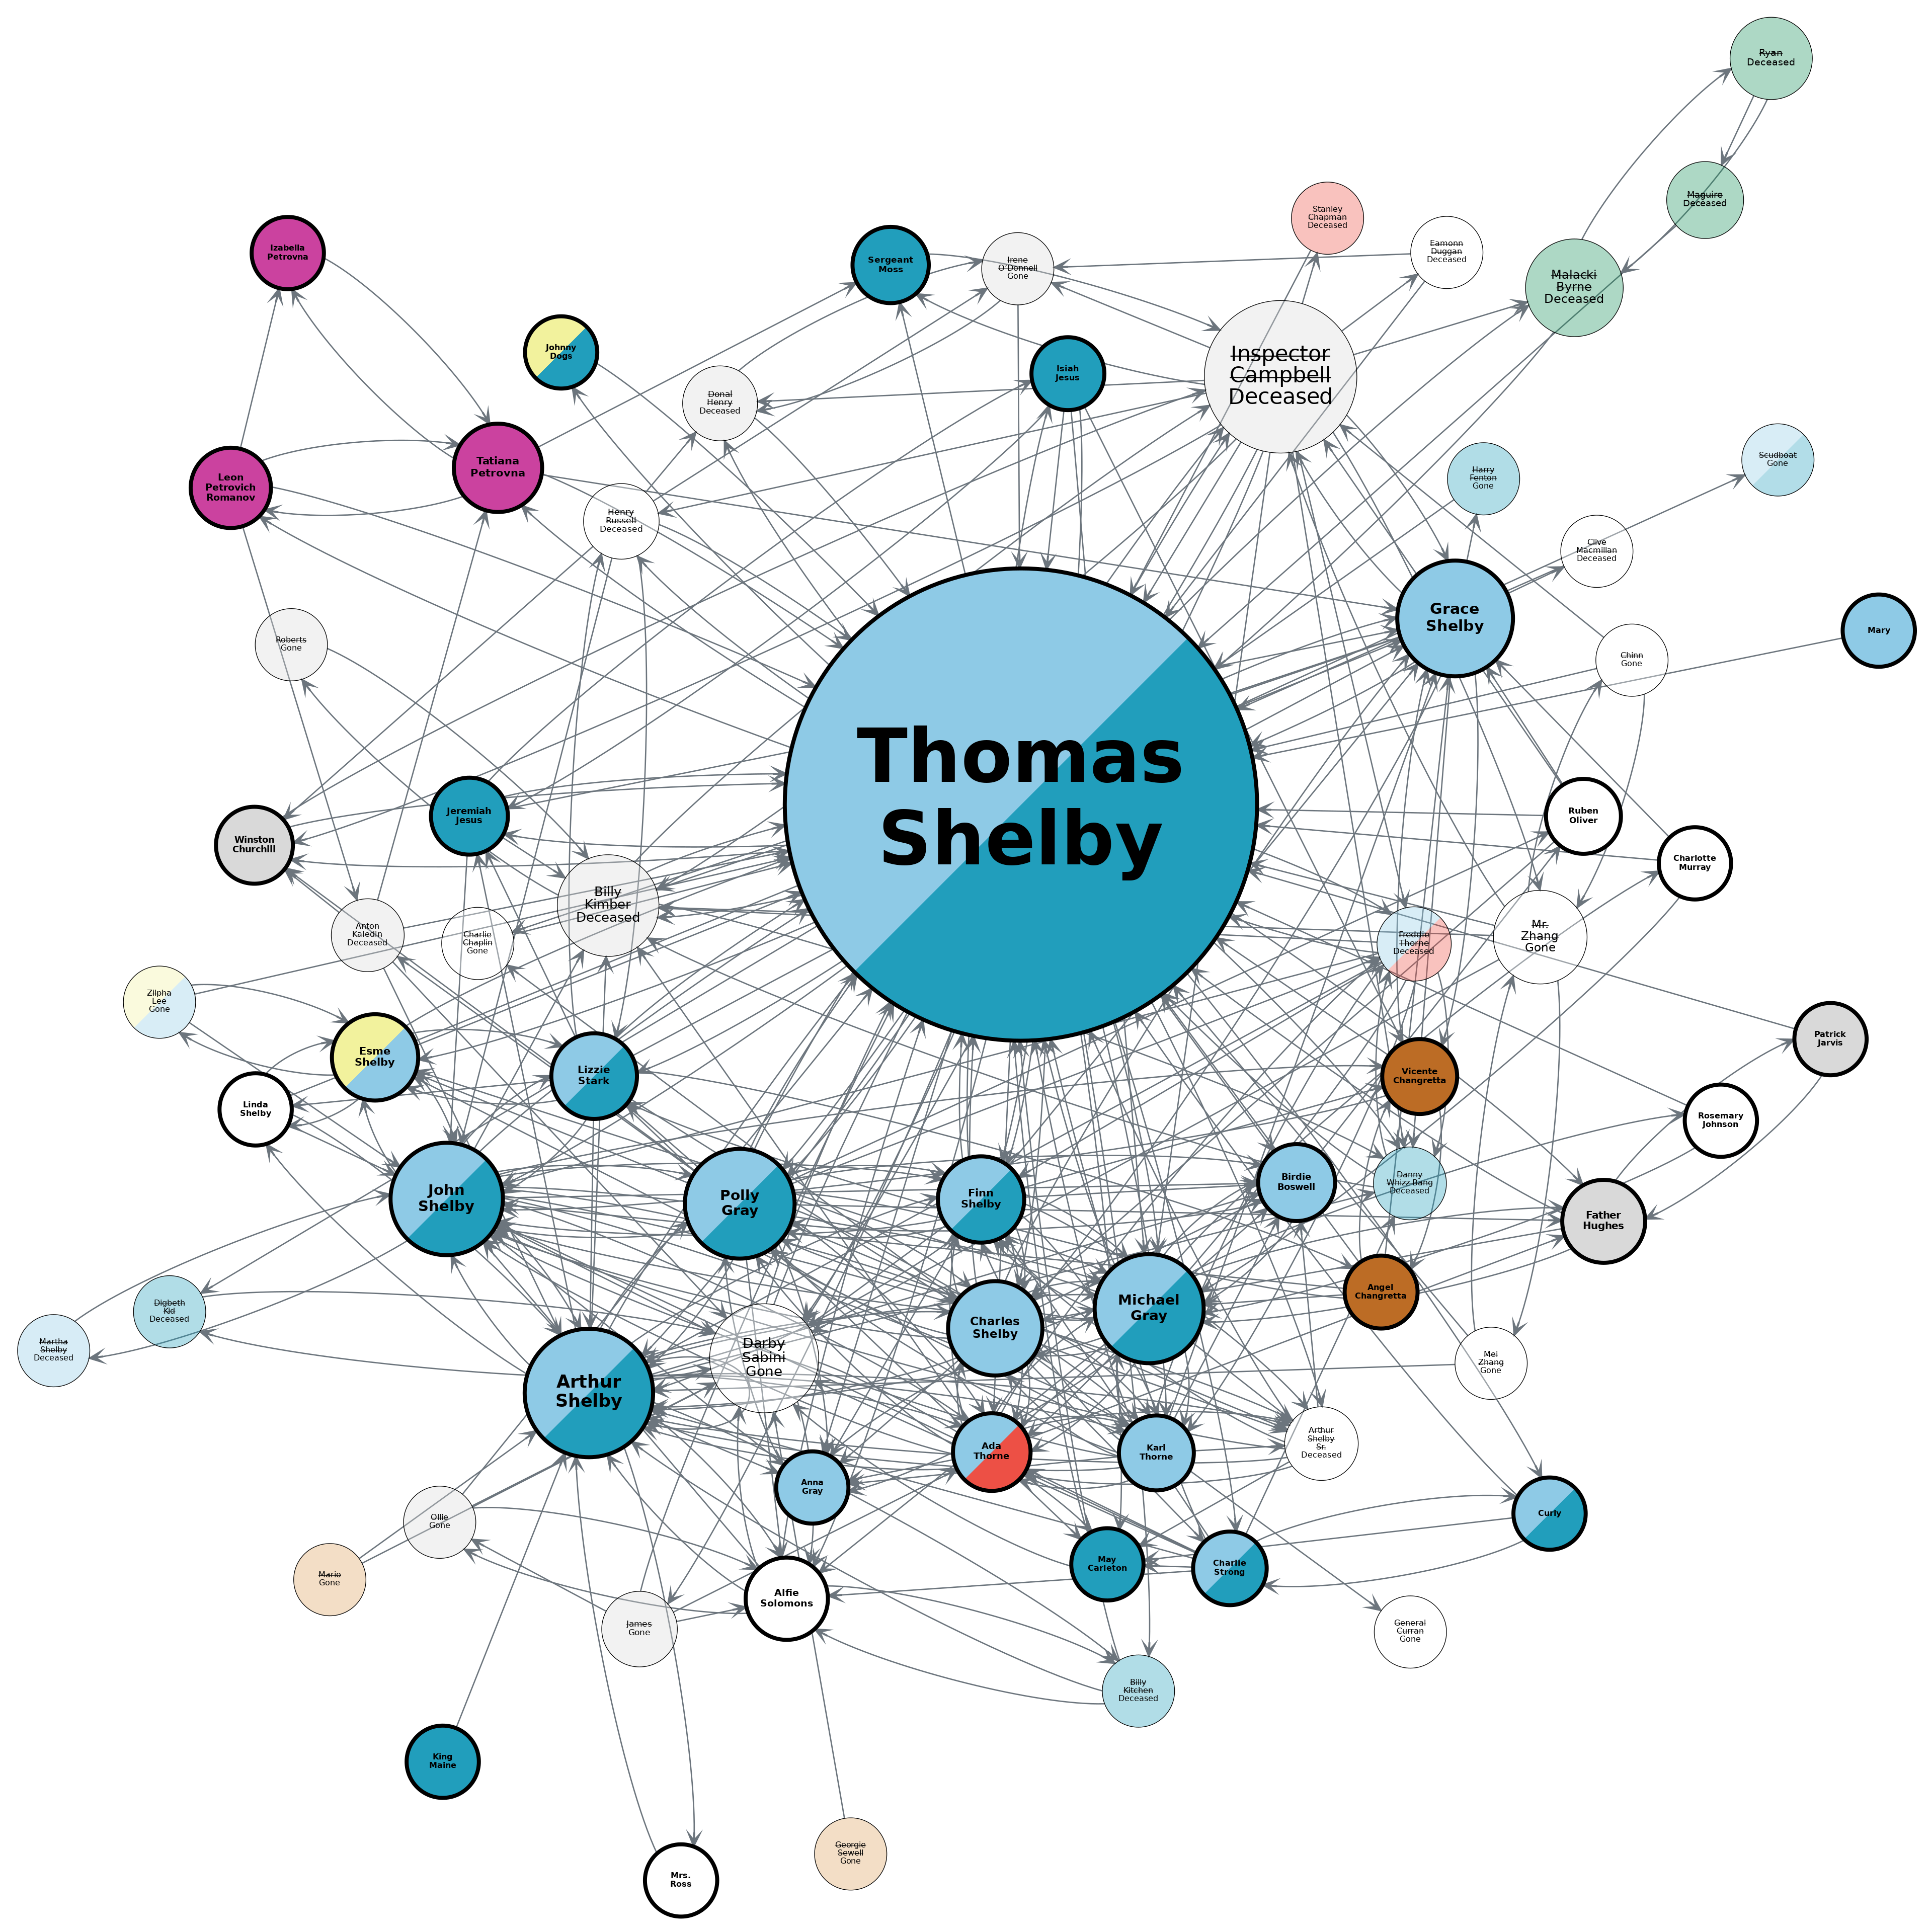 Ryan
Deceased
Maguire
Deceased
Stanley
Chapman
Deceased
Eamonn
Duggan
Deceased
Izabella
Petrovna
Sergeant
Moss
Irene
O'Donnell
Gone
Malacki
Byrne
Deceased
Johnny
Dogs
Isiah
Jesus
Inspector
Campbell
Deceased
Donal
Henry
Deceased
Tatiana
Petrovna
Leon
Petrovich
Romanov
Harry
Fenton
Gone
Scudboat
Gone
Henry
Russell
Deceased
Clive
Macmillan
Deceased
Grace
Shelby
Mary
Roberts
Gone
Chinn
Gone
Thomas
Shelby
Jeremiah
Jesus
Ruben
Oliver
Winston
Churchill
Charlotte
Murray
Billy
Kimber
Deceased
Anton
Kaledin
Deceased
Charlie
Chaplin
Gone
Freddie
Thorne
Deceased
Mr.
Zhang
Gone
Zilpha
Lee
Gone
Esme
Shelby
Lizzie
Stark
Vicente
Changretta
Patrick
Jarvis
Linda
Shelby
Rosemary
Johnson
John
Shelby
Polly
Gray
Finn
Shelby
Birdie
Boswell
Danny
Whizz-Bang
Deceased
Father
Hughes
Digbeth
Kid
Deceased
Martha
Shelby
Deceased
Charles
Shelby
Michael
Gray
Angel
Changretta
Darby
Sabini
Gone
Mei
Zhang
Gone
Arthur
Shelby
Ada
Thorne
Karl
Thorne
Arthur
Shelby
Sr.
Deceased
Anna
Gray
Curly
Ollie
Gone
Mario
Gone
May
Carleton
Charlie
Strong
Alfie
Solomons
James
Gone
General
Curran
Gone
Billy
Kitchen
Deceased
King
Maine
Georgie
Sewell
Gone
Mrs.
Ross